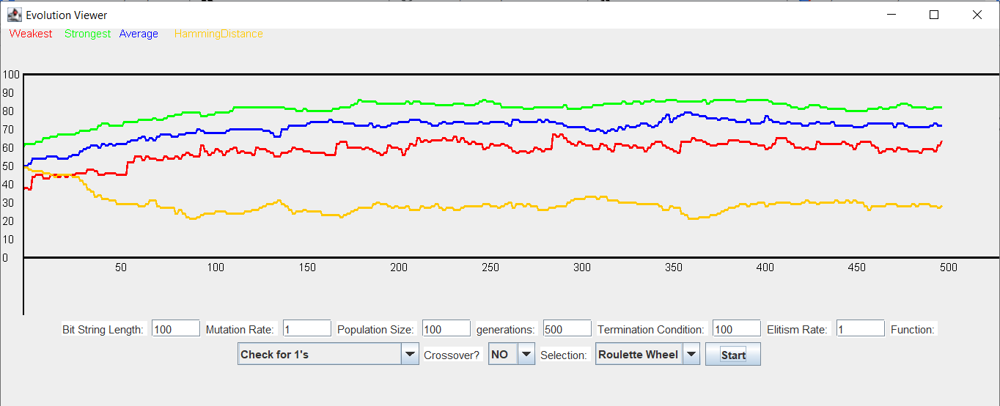 Evolution Viewer
Weakest Strongest Average HammingDistance
100
90
80
70
60
50
40
30
20
10
0
50 100 150 200 250 300 350 400 450 500
Bit String Length: 100 Mutation Rate: 1 Population Size: 100 generations: 500 Termination Condition: 100 Elitism Rate: 1 Function:
Check for 1's Crossover? NO Selection: Roulette Wheel Start